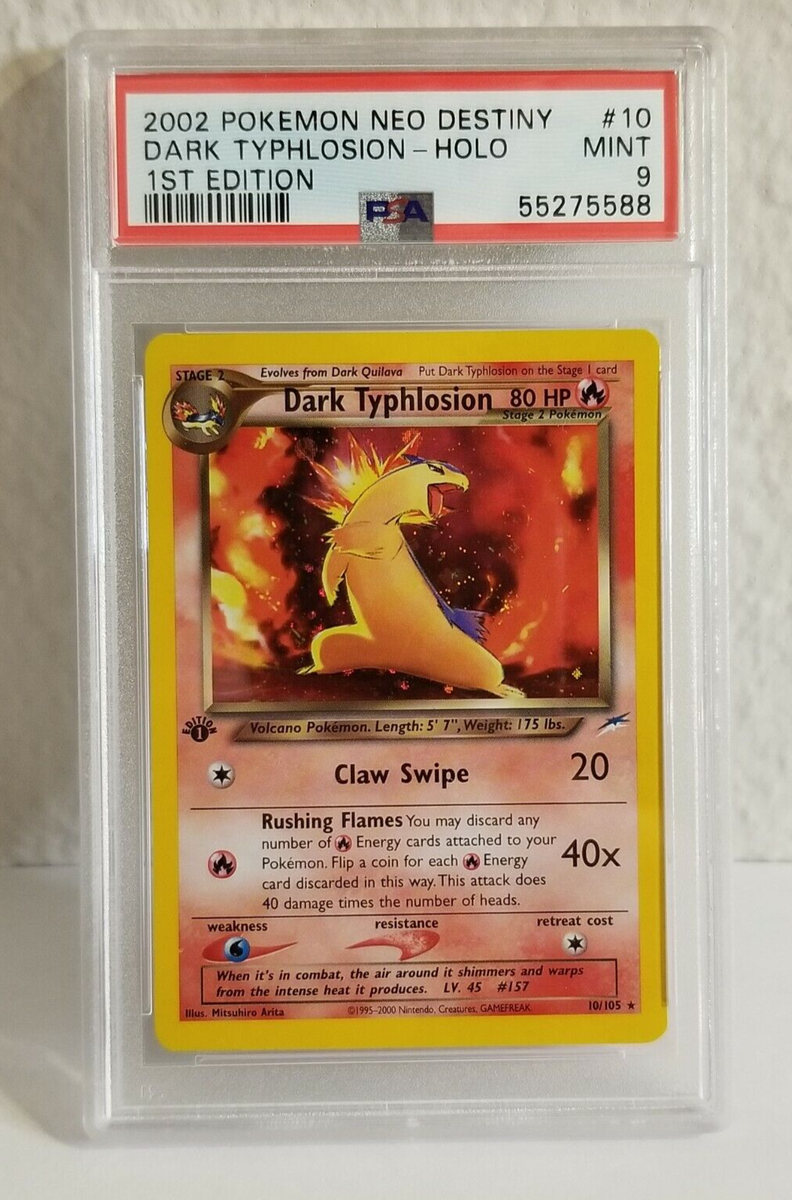 2002 POKEMON NEO DESTINY #10
DARK TYPHLOSION - HOLO MINT
1ST EDITION 9
PSA 55275588
STAGE 2 Evolves from Dark Quilava Put Dark Typhlosion on the Stage 1 card
Dark Typhlosion 80 HP
Stage 2 Pokémon
EDITION
1
Volcano Pokémon. Length: 5' 7", Weight: 175 lbs.
Claw Swipe 20
Rushing Flames You may discard any
number of Energy cards attached to your
Pokémon. Flip a coin for each Energy
card discarded in this way. This attack does
40 damage times the number of heads.
40x
weakness resistance retreat cost
When it's in combat, the air around it shimmers and warps
from the intense heat it produces. LV. 45 #157
Illus. Mitsuhiro Arita ©1995-2000 Nintendo, Creatures, GAMEFREAK. 10/105 ★